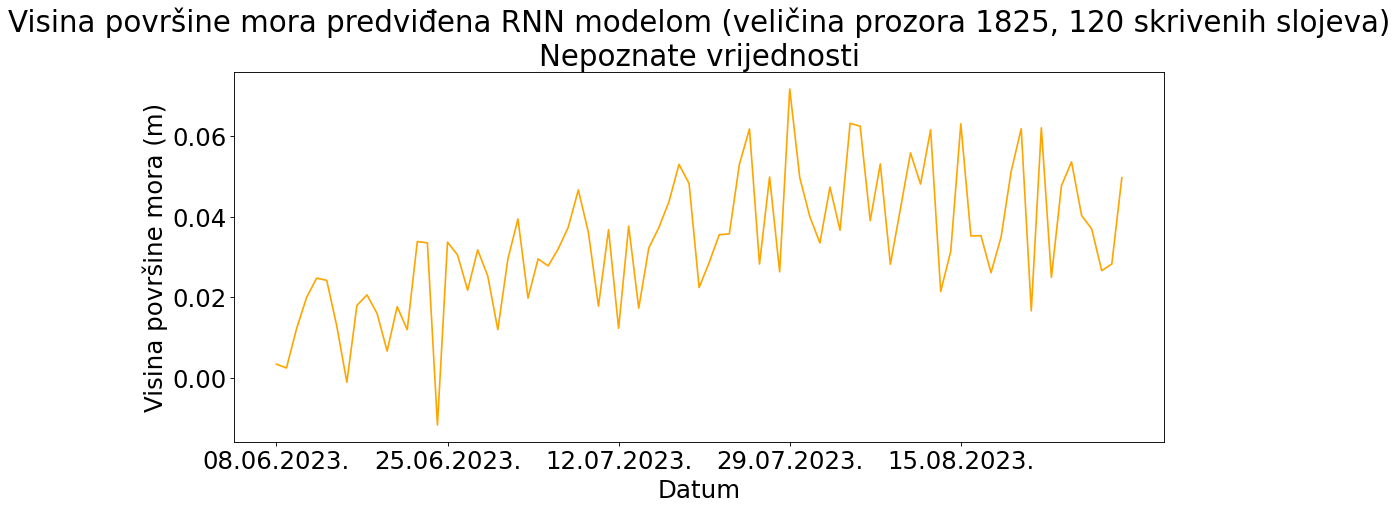 Visina površine mora predviđena RNN modelom (veličina prozora 1825, 120 skrivenih slojeva)
Nepoznate vrijednosti
Visina površine mora (m)
0.06
0.04
0.02
0.00
08.06.2023. 25.06.2023. 12.07.2023. 29.07.2023. 15.08.2023.
Datum